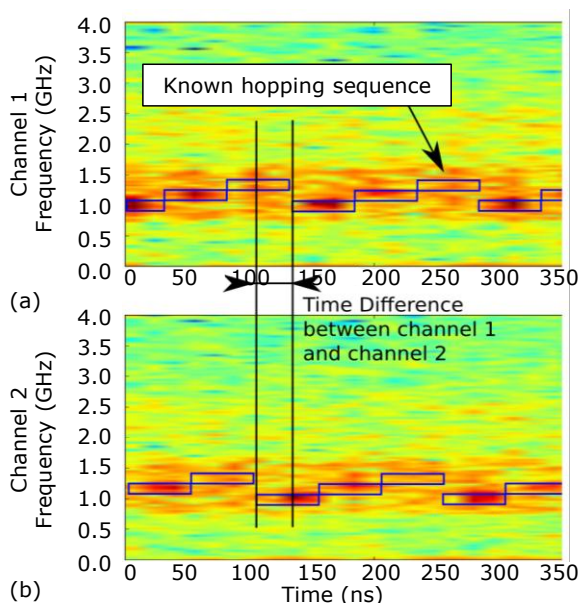 Channel 1
Frequency (GHz)
4.0
3.5
3.0
2.5
2.0
1.5
1.0
0.5
0.0
Known hopping sequence
0 50 100 150 200 250 300 350
(a)
Time Difference
between channel 1
and channel 2
Channel 2
Frequency (GHz)
4.0
3.5
3.0
2.5
2.0
1.5
1.0
0.5
0.0
0 50 100 150 200 250 300 350
(b)
Time (ns)